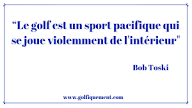 “Le golf est un sport pacifique qui
se joue violemment de l'intérieur"
Bob Toski
www.golfiquement.com